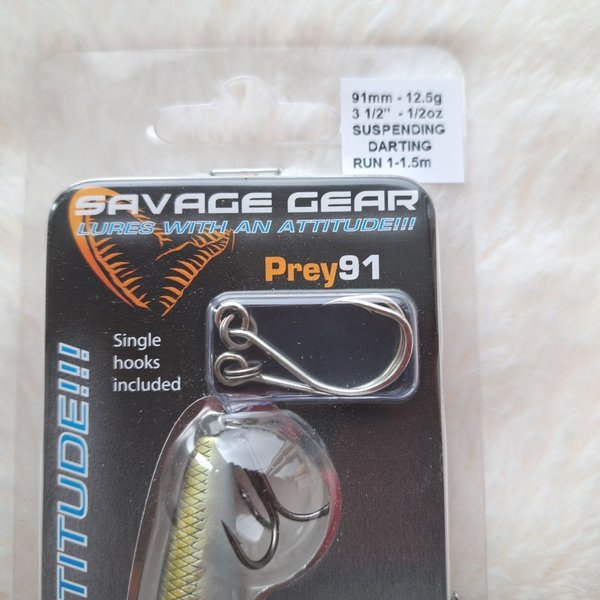 91mm - 12.5g
3 1/2" - 1/2oz
SUSPENDING
DARTING
RUN 1-1.5m
SAVAGE GEAR
LURES WITH AN ATTITUDE!!!
Prey91
Single
hooks
included
TITUDE!!!